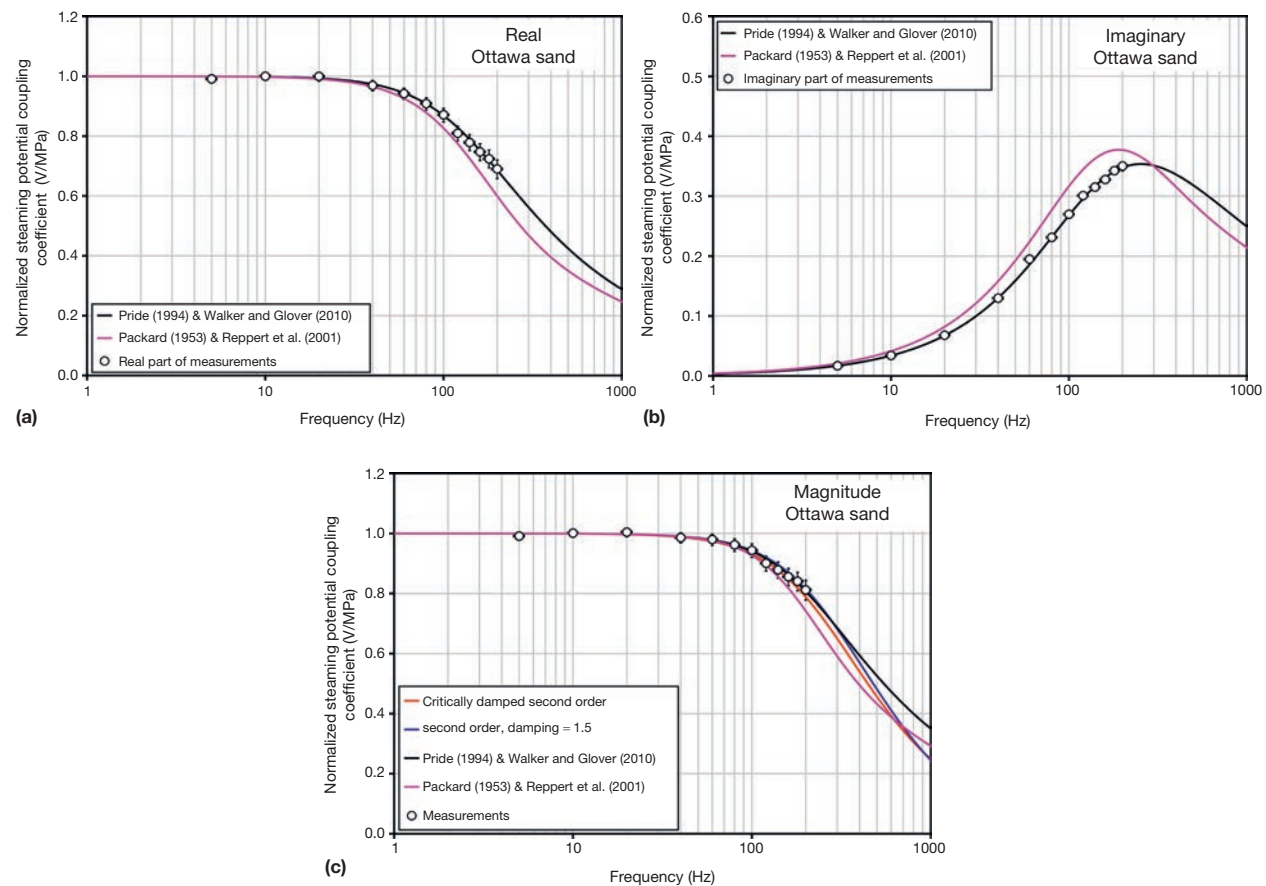 Normalized steaming potential coupling
coefficient (V/MPa)
1.2
1.0
0.8
0.6
0.4
0.2
0.0
Real
Ottawa sand
Pride (1994) & Walker and Glover (2010)
Packard (1953) & Reppert et al. (2001)
Real part of measurements
1
10
100
1000
(a)
Frequency (Hz)
Normalized steaming potential coupling
coefficient (V/MPa)
0.6
0.5
0.4
0.3
0.2
0.1
0.0
Pride (1994) & Walker and Glover (2010)
Packard (1953) & Reppert et al. (2001)
Imaginary part of measurements
Imaginary
Ottawa sand
1
10
100
1000
(b)
Frequency (Hz)
Normalized steaming potential coupling
coefficient (V/MPa)
1.2
1.0
0.8
0.6
0.4
0.2
0.0
Magnitude
Ottawa sand
Critically damped second order
second order, damping = 1.5
Pride (1994) & Walker and Glover (2010)
Packard (1953) & Reppert et al. (2001)
Measurements
1
10
100
1000
(c)
Frequency (Hz)